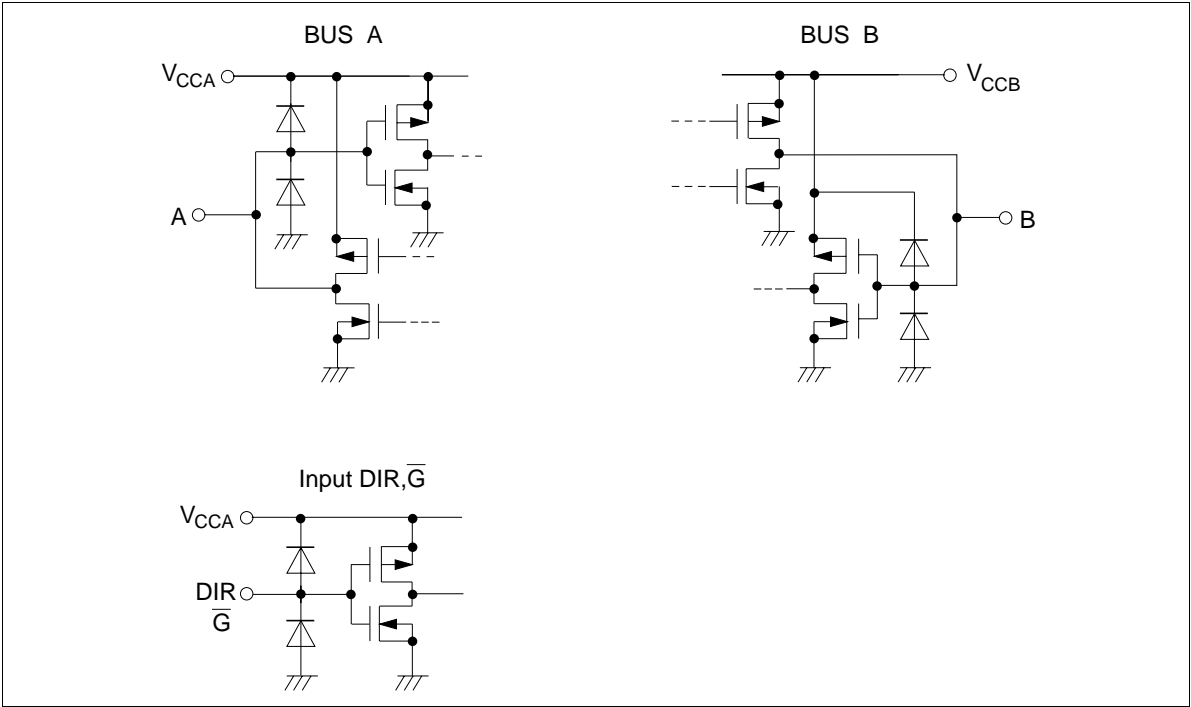 BUS A
BUS B
VCCA
VCCB
A
B
Input DIR,G̅
VCCA
DIR
G̅